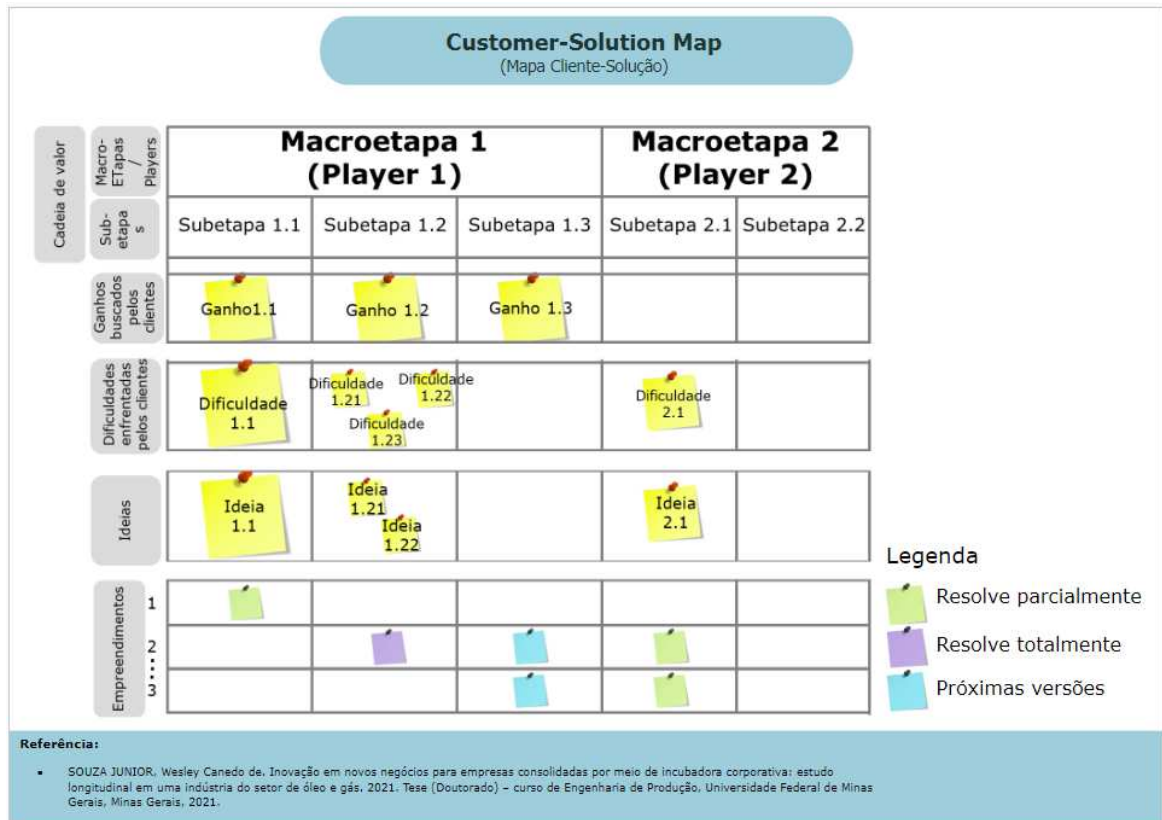 Customer-Solution Map
(Mapa Cliente-Solução)
Cadeia de valor
Macro-
ETapas
/
Players
Macroetapa 1
(Player 1)
Macroetapa 2
(Player 2)
Sub-
etapa
s
Subetapa 1.1
Subetapa 1.2
Subetapa 1.3
Subetapa 2.1
Subetapa 2.2
Ganhos
buscados
pelos
clientes
Ganho1.1
Ganho 1.2
Ganho 1.3
Dificuldades
enfrentadas
pelos clientes
Dificuldade
1.1
Dificuldade
1.21
Dificuldade
1.22
Dificuldade
1.23
Dificuldade
2.1
Ideias
Ideia
1.1
Ideia
1.21
Ideia
1.22
Ideia
2.1
Empreendimentos
1
2
3
Legenda
Resolve parcialmente
Resolve totalmente
Próximas versões
Referência:
▪ SOUZA JUNIOR, Wesley Canedo de. Inovação em novos negócios para empresas consolidadas por meio de incubadora corporativa: estudo
longitudinal em uma indústria do setor de óleo e gás. 2021. Tese (Doutorado) – curso de Engenharia de Produção, Universidade Federal de Minas
Gerais, Minas Gerais, 2021.